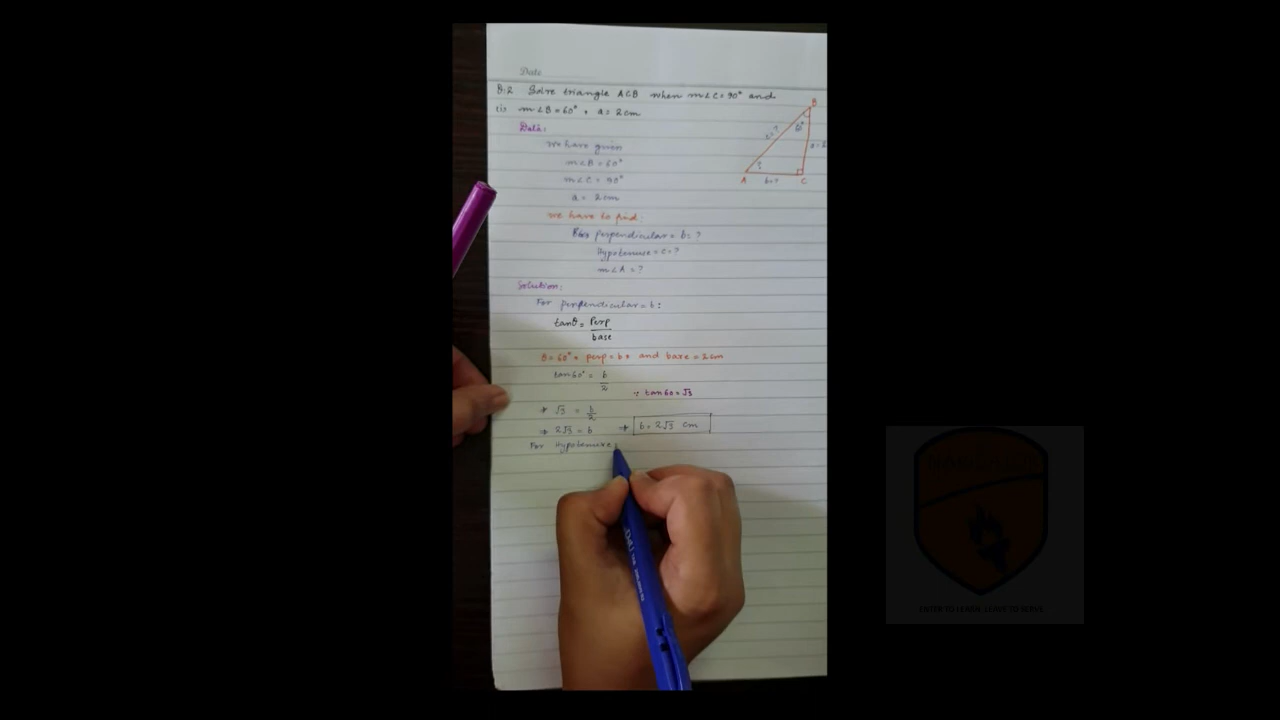 Date
Q.2 Solve triangle ACB when m∠C = 90° and
(i) m∠B = 60°, a = 2cm
Data:
We have given
m∠B = 60°
m∠C = 90°
a = 2cm
We have to find:
perpendicular = b = ?
Hypotenuse = c = ?
m∠A = ?
Solution:
For perpendicular = b:
tanθ = Perp
base
θ = 60°, perp = b, and base = 2cm
tan60° = b
2
∵ tan60 = √3
⇒ √3 = b
2
⇒ 2√3 = b ⇒ b = 2√3 cm
For Hypotenuse
B
60°
c = ?
?
A
b = ?
C